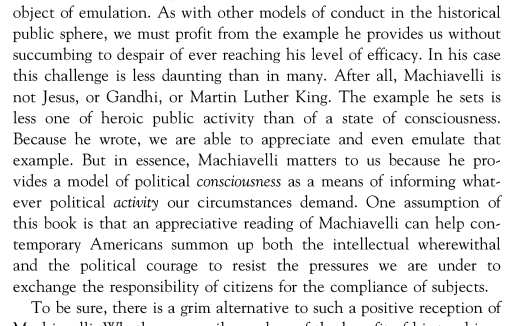 object of emulation. As with other models of conduct in the historical
public sphere, we must profit from the example he provides us without
succumbing to despair of ever reaching his level of efficacy. In his case
this challenge is less daunting than in many. After all, Machiavelli is
not Jesus, or Gandhi, or Martin Luther King. The example he sets is
less one of heroic public activity than of a state of consciousness.
Because he wrote, we are able to appreciate and even emulate that
example. But in essence, Machiavelli matters to us because he pro-
vides a model of political consciousness as a means of informing what-
ever political activity our circumstances demand. One assumption of
this book is that an appreciative reading of Machiavelli can help con-
temporary Americans summon up both the intellectual wherewithal
and the political courage to resist the pressures we are under to
exchange the responsibility of citizens for the compliance of subjects.
To be sure, there is a grim alternative to such a positive reception of